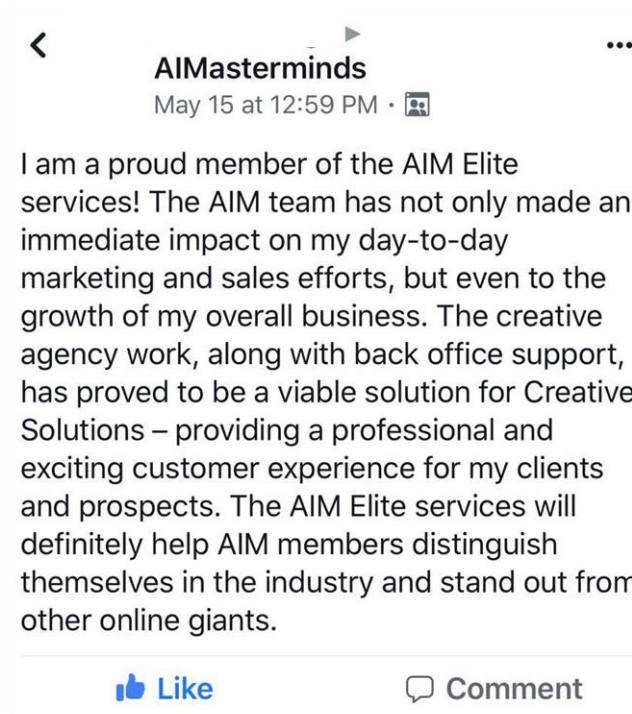 AIMasterminds
May 15 at 12:59 PM ·
I am a proud member of the AIM Elite
services! The AIM team has not only made an
immediate impact on my day-to-day
marketing and sales efforts, but even to the
growth of my overall business. The creative
agency work, along with back office support,
has proved to be a viable solution for Creative
Solutions – providing a professional and
exciting customer experience for my clients
and prospects. The AIM Elite services will
definitely help AIM members distinguish
themselves in the industry and stand out from
other online giants.
Like Comment